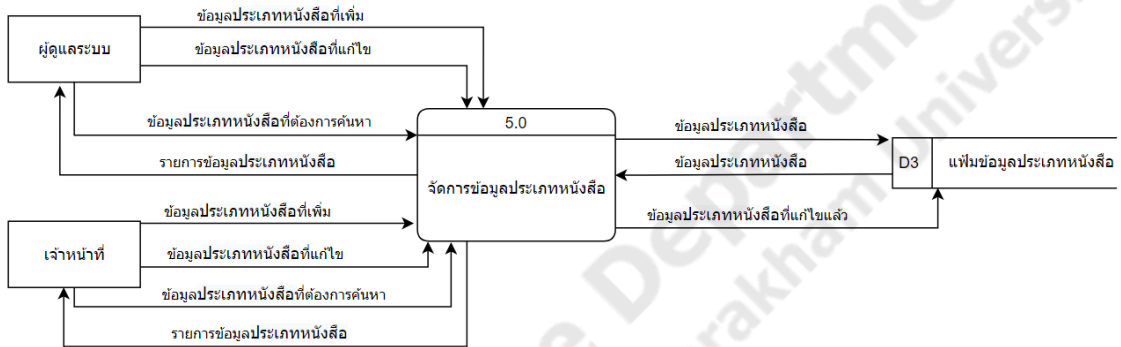 ข้อมูลประเภทหนังสือที่เพิ่ม
ผู้ดูแลระบบ
ข้อมูลประเภทหนังสือที่แก้ไข
ข้อมูลประเภทหนังสือที่ต้องการค้นหา
รายการข้อมูลประเภทหนังสือ
5.0
จัดการข้อมูลประเภทหนังสือ
ข้อมูลประเภทหนังสือ
ข้อมูลประเภทหนังสือ
ข้อมูลประเภทหนังสือที่แก้ไขแล้ว
D3 แฟ้มข้อมูลประเภทหนังสือ
ข้อมูลประเภทหนังสือที่เพิ่ม
เจ้าหน้าที่
ข้อมูลประเภทหนังสือที่แก้ไข
ข้อมูลประเภทหนังสือที่ต้องการค้นหา
รายการข้อมูลประเภทหนังสือ